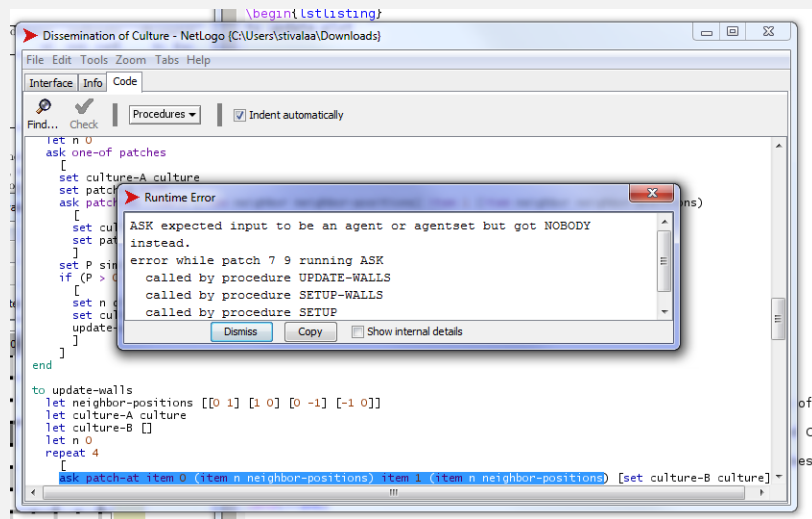 \begin{lstlisting}
Dissemination of Culture - NetLogo {C:\Users\stivalaa\Downloads}
File Edit Tools Zoom Tabs Help
Interface Info Code
Find... Check Procedures Indent automatically
let n 0
ask one-of patches
[
set culture-A culture
set patch
ask patch
ns)
[
set cul
set pat
]
set P sim
if (P > 0
[
set n
set cul
update-
]
]
end
Runtime Error
ASK expected input to be an agent or agentset but got NOBODY
instead.
error while patch 7 9 running ASK
called by procedure UPDATE-WALLS
called by procedure SETUP-WALLS
called by procedure SETUP
Dismiss Copy Show internal details
to update-walls
let neighbor-positions [[0 1] [1 0] [0 -1] [-1 0]]
let culture-A culture
let culture-B []
let n 0
repeat 4
[
ask patch-at item 0 (item n neighbor-positions) item 1 (item n neighbor-positions) [set culture-B culture]
of
es